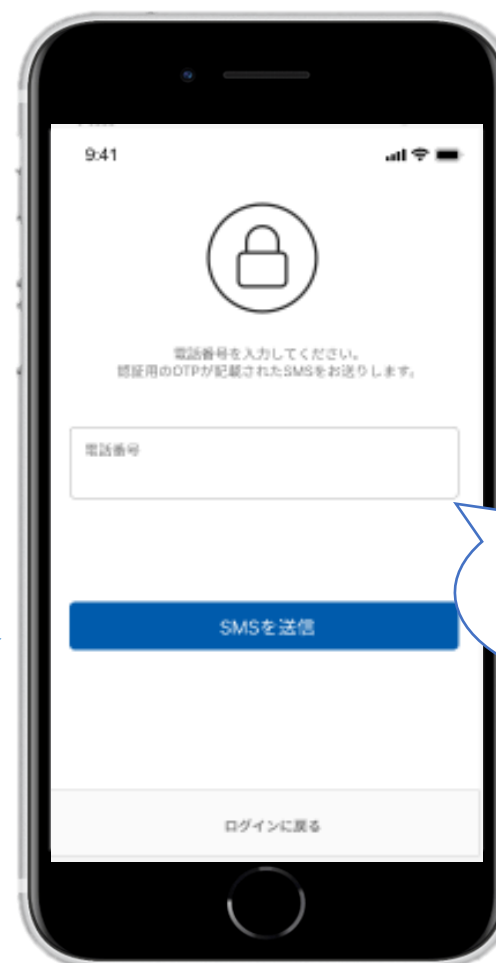 9:41
電話番号を入力してください。
認証用のOTPが記載されたSMSをお送りします。
電話番号
SMSを送信
ログインに戻る